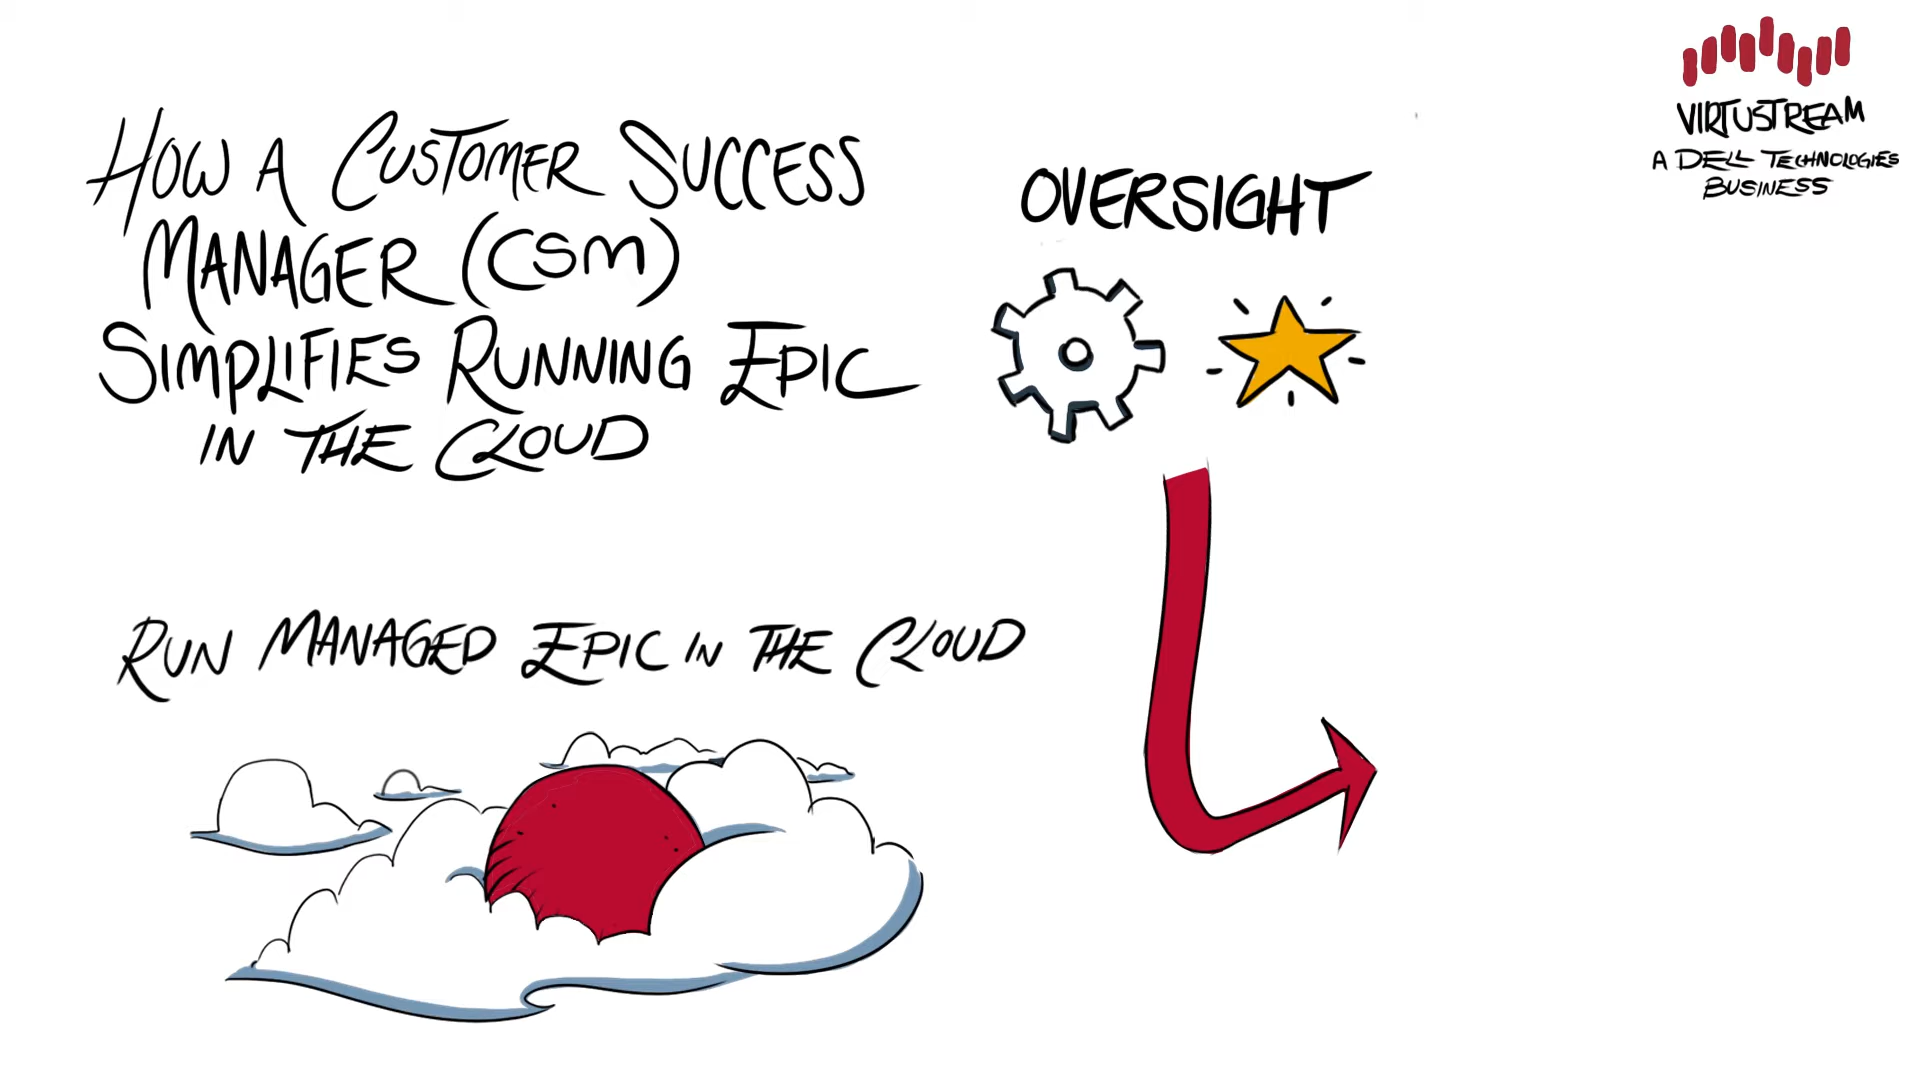 HOW A CUSTOMER SUCCESS
MANAGER (CSM)
SIMPLIFIES RUNNING EPIC
IN THE CLOUD
OVERSIGHT
VIRTUSTREAM
A DELL TECHNOLOGIES
BUSINESS
RUN MANAGED EPIC IN THE CLOUD